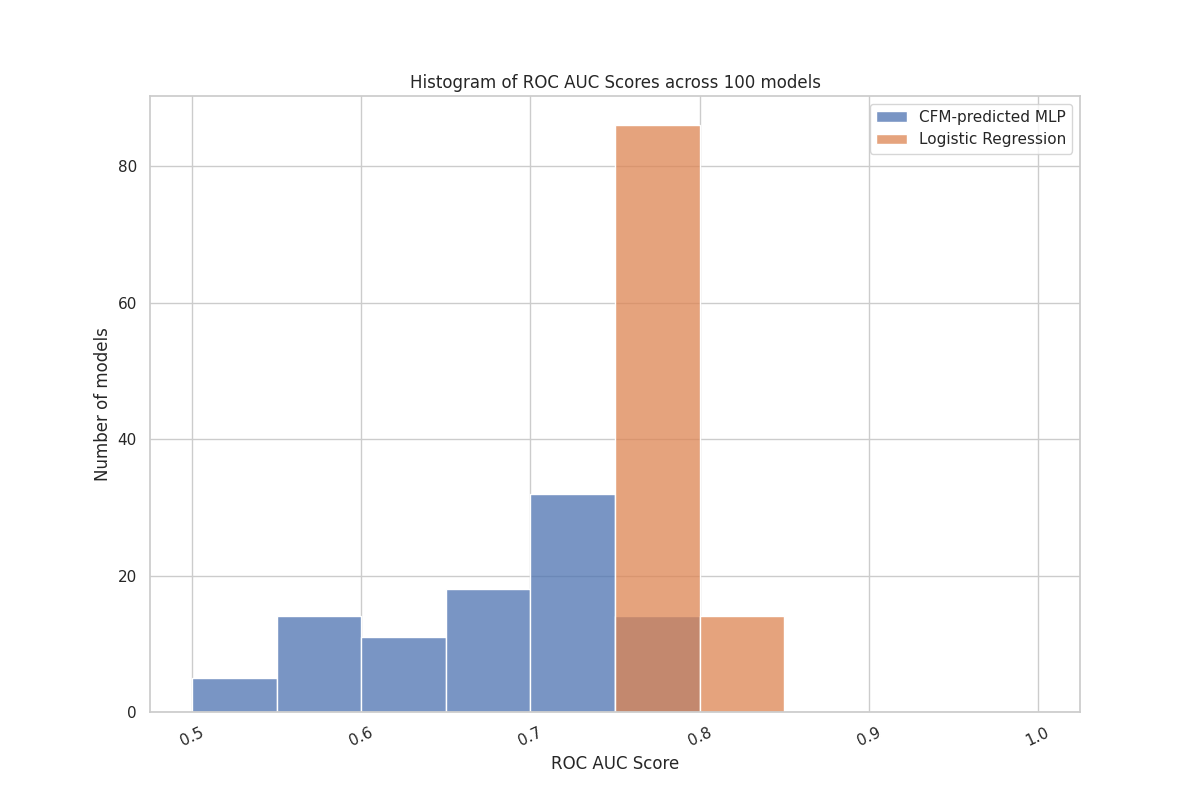 Histogram of ROC AUC Scores across 100 models
CFM-predicted MLP
Logistic Regression
Number of models
80
60
40
20
0
0.5
0.6
0.7
0.8
0.9
1.0
ROC AUC Score